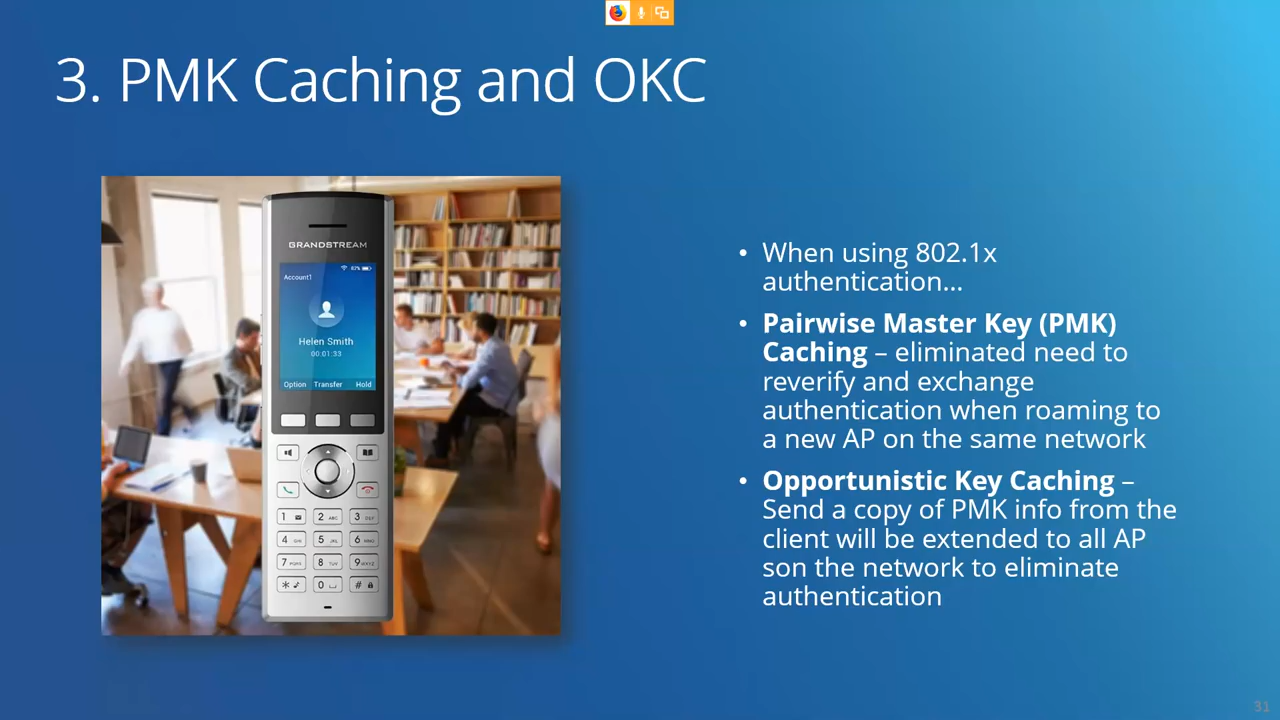 3. PMK Caching and OKC
GRANDSTREAM
Account1
87%
Helen Smith
00:01:33
Option Transfer Hold
1
2 ABC 3 DEF
4 GHI 5 JKL 6 MNO
7 PQRS 8 TUV 9 WXYZ
* 0 #
• When using 802.1x
authentication…
• Pairwise Master Key (PMK)
Caching – eliminated need to
reverify and exchange
authentication when roaming to
a new AP on the same network
• Opportunistic Key Caching –
Send a copy of PMK info from the
client will be extended to all AP
son the network to eliminate
authentication
31